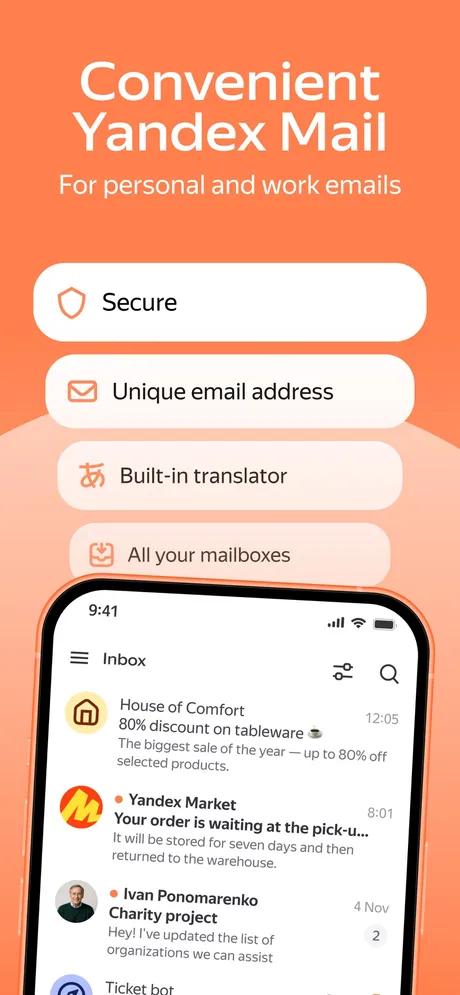 Convenient
Yandex Mail
For personal and work emails
Secure
Unique email address
あ Built-in translator
All your mailboxes
9:41
Inbox
House of Comfort
12:05
80% discount on tableware ☕
The biggest sale of the year — up to 80% off
selected products.
Yandex Market
8:01
Your order is waiting at the pick-u...
It will be stored for seven days and then
returned to the warehouse.
Ivan Ponomarenko
4 Nov
Charity project
2
Hey! I've updated the list of
organizations we can assist
Ticket bot